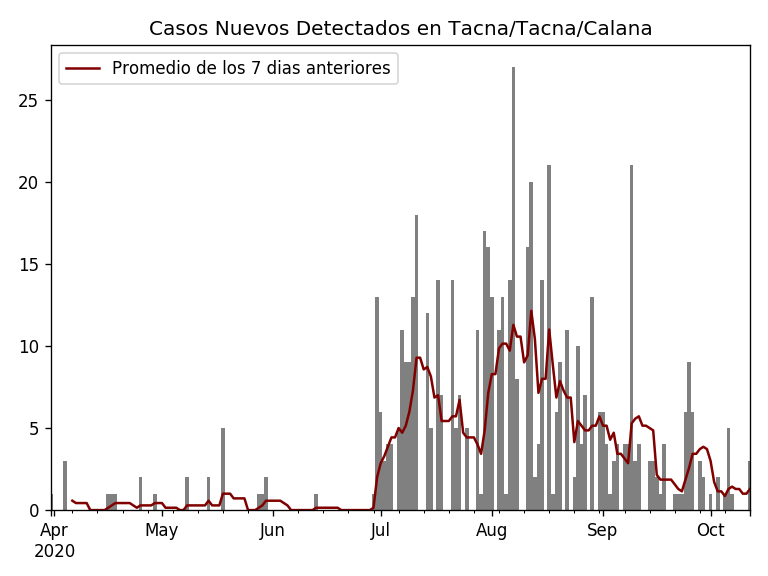 Casos Nuevos Detectados en Tacna/Tacna/Calana
Promedio de los 7 dias anteriores
25
20
15
10
5
0
Apr May Jun Jul Aug Sep Oct
2020